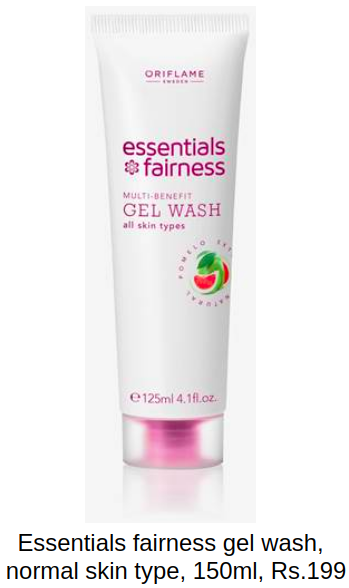 ORIFLAME
SWEDEN
essentials
fairness
MULTI-BENEFIT
GEL WASH
all skin types
POMELO EXT
NATURAL
℮125ml 4.1fl.oz.
Essentials fairness gel wash,
normal skin type, 150ml, Rs.199